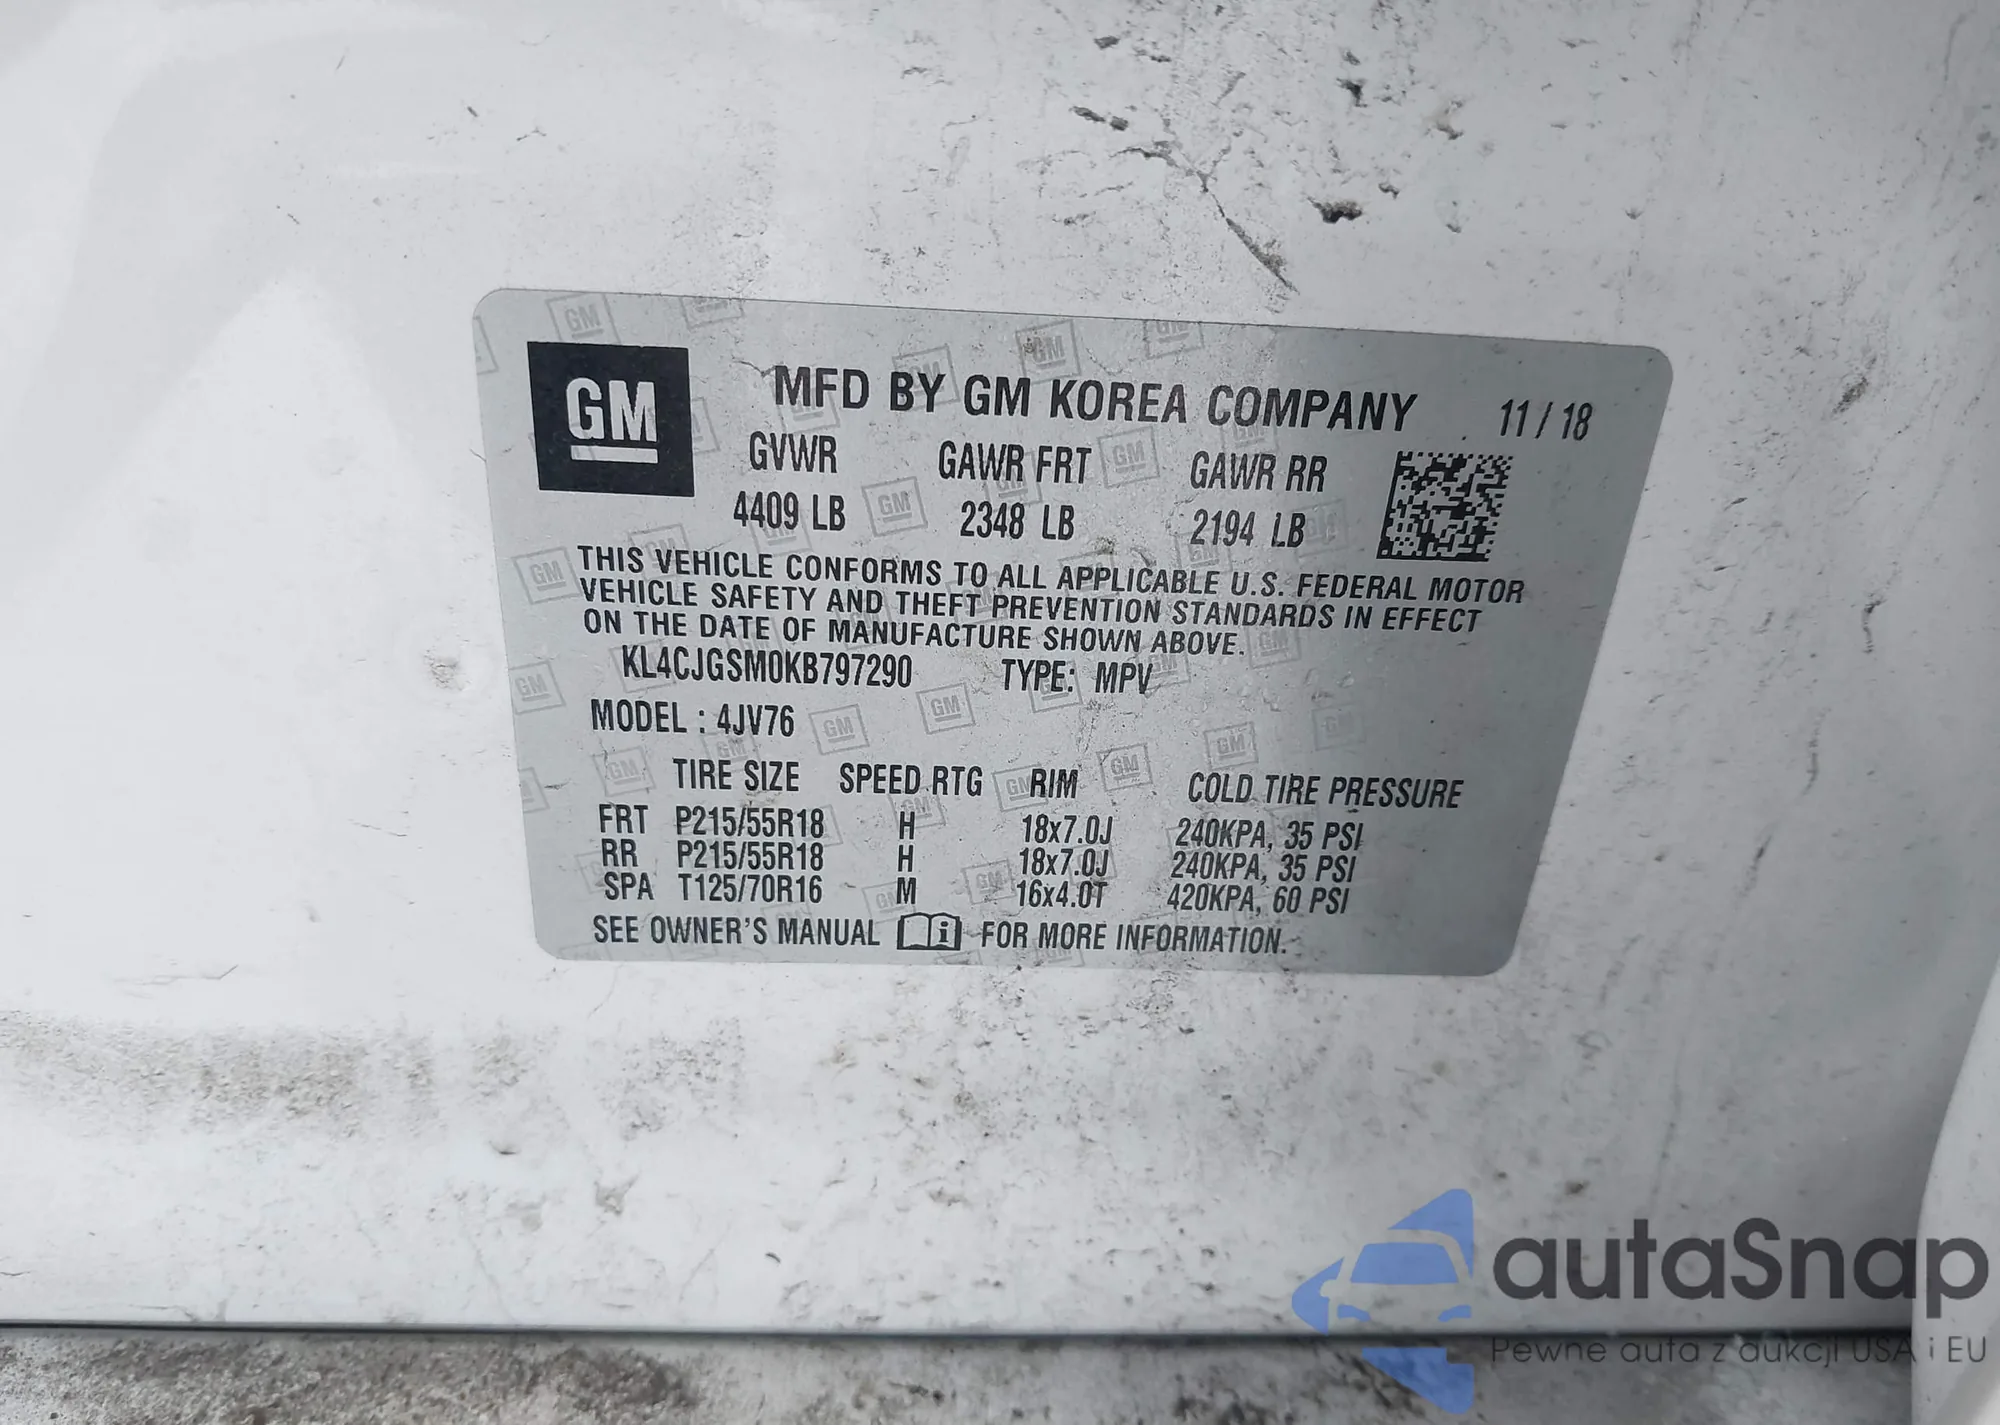 GM
MFD BY GM KOREA COMPANY 11 / 18
GVWR GAWR FRT GAWR RR
4409 LB 2348 LB 2194 LB
THIS VEHICLE CONFORMS TO ALL APPLICABLE U.S. FEDERAL MOTOR
VEHICLE SAFETY AND THEFT PREVENTION STANDARDS IN EFFECT
ON THE DATE OF MANUFACTURE SHOWN ABOVE.
KL4CJGSM0KB797290 TYPE: MPV
MODEL : 4JV76
TIRE SIZE SPEED RTG RIM COLD TIRE PRESSURE
FRT P215/55R18 H 18x7.0J 240KPA, 35 PSI
RR P215/55R18 H 18x7.0J 240KPA, 35 PSI
SPA T125/70R16 M 16x4.0T 420KPA, 60 PSI
SEE OWNER'S MANUAL i FOR MORE INFORMATION.
autaSnap
Pewne auta z aukcji USA i EU